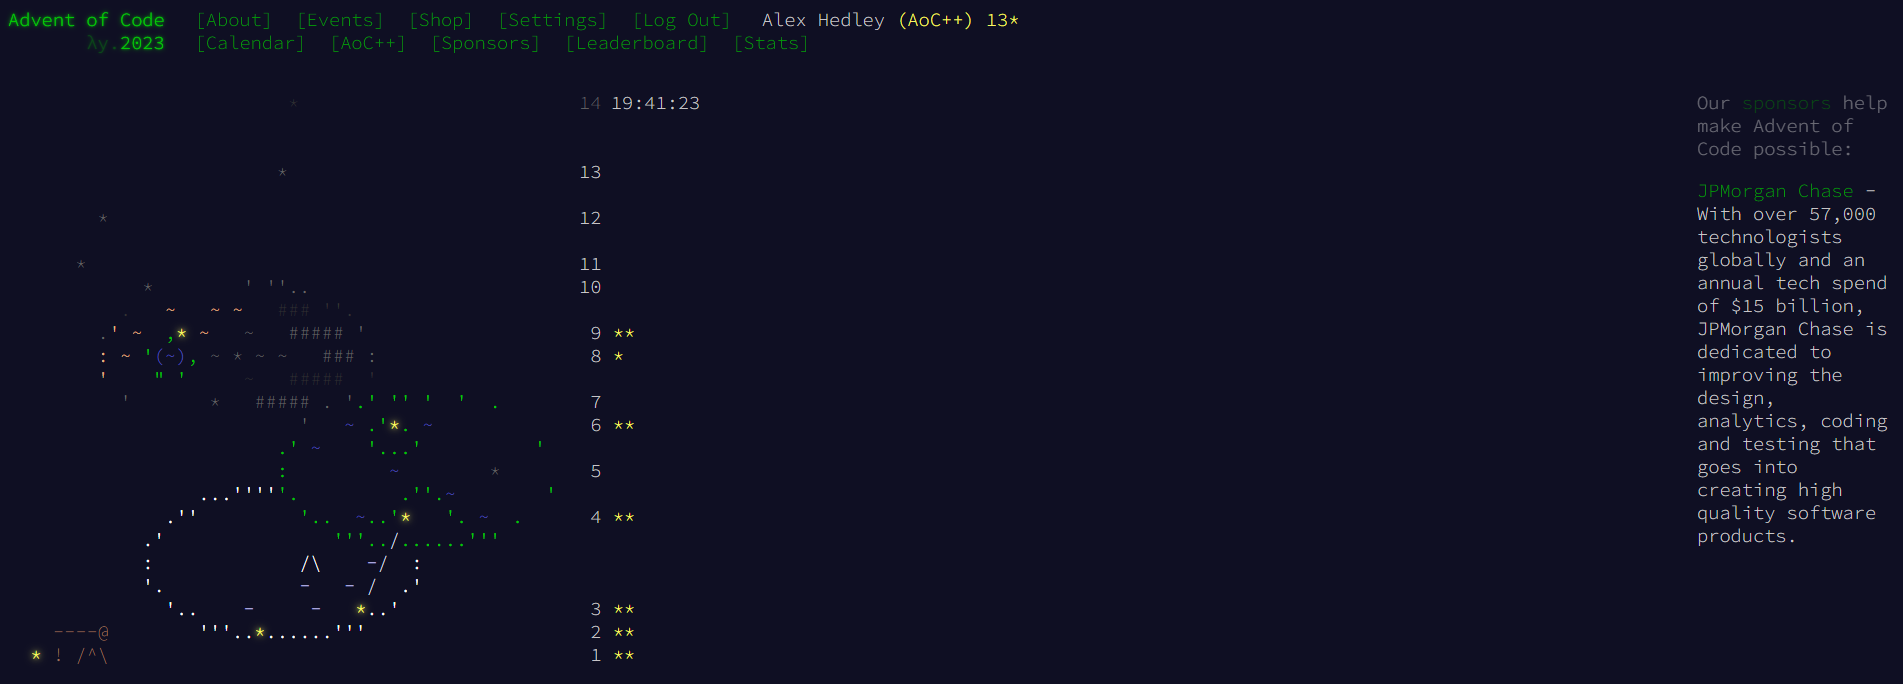 Advent of Code [About] [Events] [Shop] [Settings] [Log Out] Alex Hedley (AoC++) 13*
λy.2023 [Calendar] [AoC++] [Sponsors] [Leaderboard] [Stats]
* 14 19:41:23
* 13
* 12
* 11
* ' ''.. 10
. ~ ~ ~ ### ''.
.' ~ ,* ~ ~ ##### ' 9 **
: ~ '(~), ~ * ~ ~ ### : 8 *
' " ' ~ ##### '
' * ##### . '.' '' ' ' . 7
' ~ .'*. ~ 6 **
.' ~ '...' '
: ~ * 5
...'''''. .''.~ '
.'' '.. ~..'* '. ~ . 4 **
.' '''../......'''
: /\ -/ :
'. - - / .'
'.. - - *..' 3 **
----@ '''..*......''' 2 **
* ! /^\ 1 **
Our sponsors help
make Advent of
Code possible:
JPMorgan Chase -
With over 57,000
technologists
globally and an
annual tech spend
of $15 billion,
JPMorgan Chase is
dedicated to
improving the
design,
analytics, coding
and testing that
goes into
creating high
quality software
products.